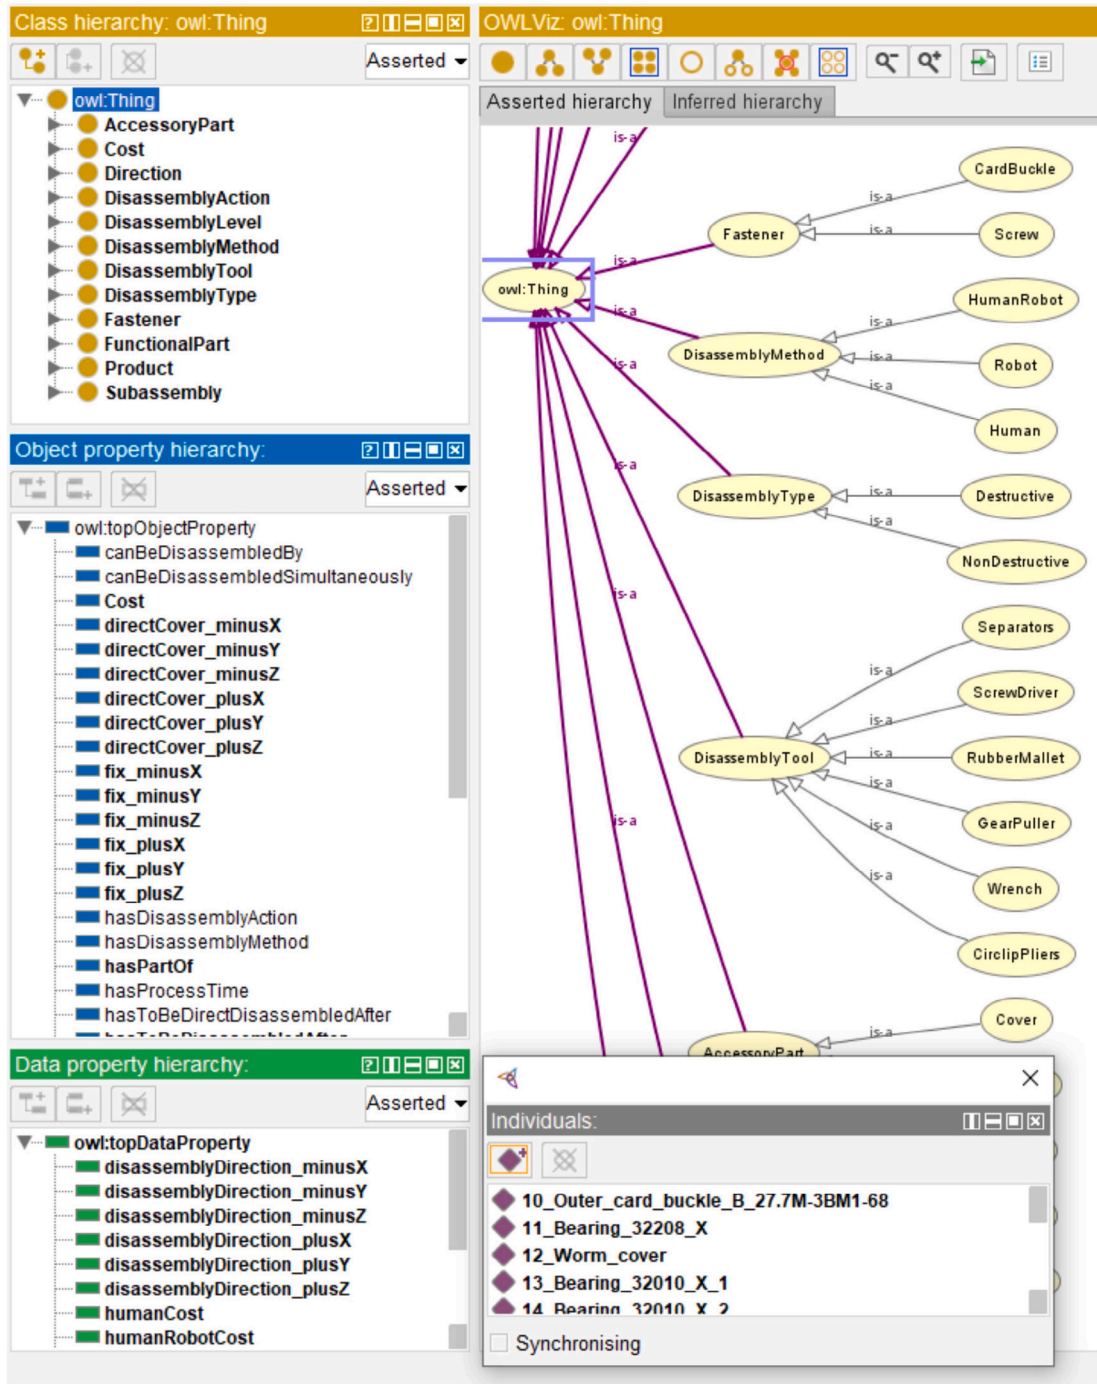 Class hierarchy: owl:Thing
Asserted
owl:Thing
AccessoryPart
Cost
Direction
DisassemblyAction
DisassemblyLevel
DisassemblyMethod
DisassemblyTool
DisassemblyType
Fastener
FunctionalPart
Product
Subassembly
Object property hierarchy:
Asserted
owl:topObjectProperty
canBeDisassembledBy
canBeDisassembledSimultaneously
Cost
directCover_minusX
directCover_minusY
directCover_minusZ
directCover_plusX
directCover_plusY
directCover_plusZ
fix_minusX
fix_minusY
fix_minusZ
fix_plusX
fix_plusY
fix_plusZ
hasDisassemblyAction
hasDisassemblyMethod
hasPartOf
hasProcessTime
hasToBeDirectDisassembledAfter
hasToBeDisassembledAfter
Data property hierarchy:
Asserted
owl:topDataProperty
disassemblyDirection_minusX
disassemblyDirection_minusY
disassemblyDirection_minusZ
disassemblyDirection_plusX
disassemblyDirection_plusY
disassemblyDirection_plusZ
humanCost
humanRobotCost
OWLViz: owl:Thing
Asserted hierarchy Inferred hierarchy
is-a
CardBuckle
is-a
Fastener
is-a
Screw
is-a
owl:Thing
HumanRobot
is-a
is-a
DisassemblyMethod
is-a
Robot
is-a
is-a
Human
is-a
DisassemblyType
is-a
Destructive
is-a
NonDestructive
is-a
Separators
is-a
ScrewDriver
is-a
DisassemblyTool
is-a
RubberMallet
is-a
is-a
GearPuller
is-a
Wrench
is-a
CirclipPliers
Cover
is-a
AccessoryPart
Individuals:
10_Outer_card_buckle_B_27.7M-3BM1-68
11_Bearing_32208_X
12_Worm_cover
13_Bearing_32010_X_1
14_Bearing_32010_X_2
Synchronising